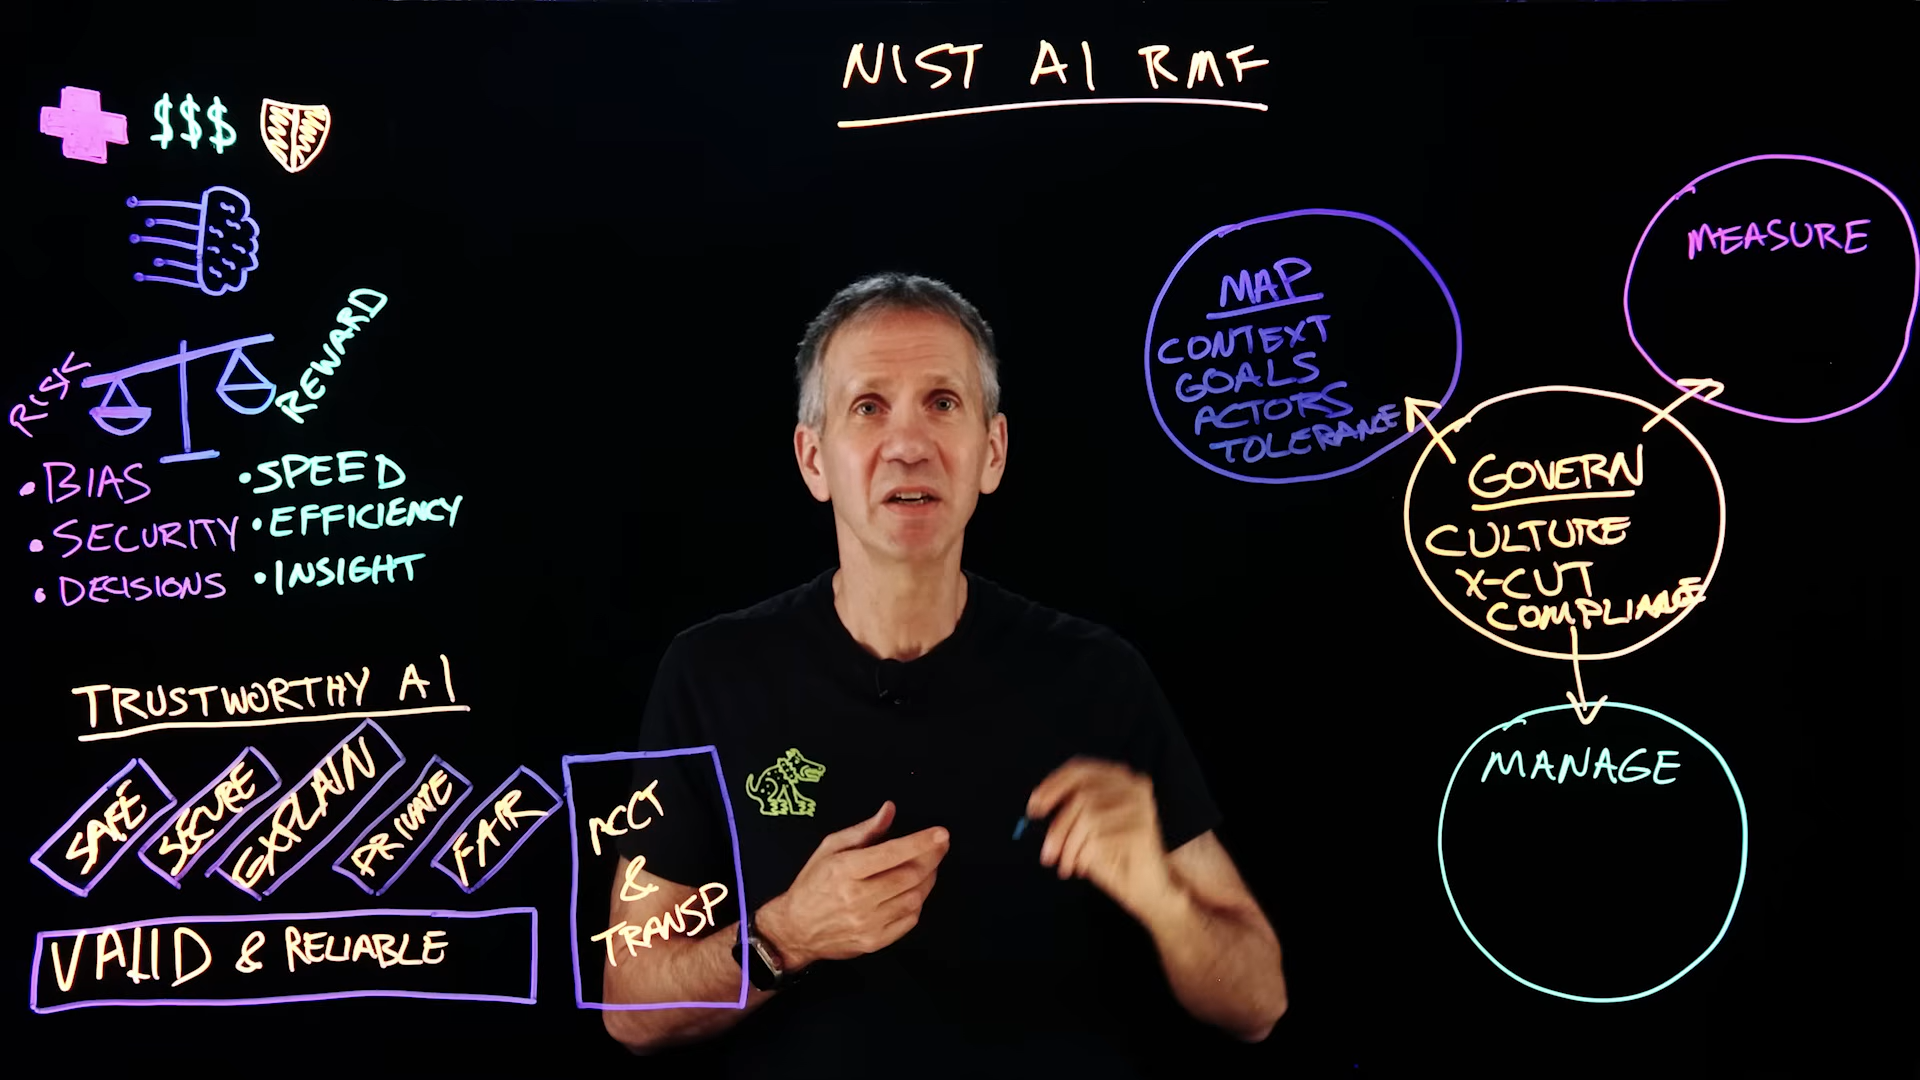 NIST AI RMF
$$$
RISK
REWARD
• BIAS
• SECURITY
• DECISIONS
• SPEED
• EFFICIENCY
• INSIGHT
TRUSTWORTHY AI
SAFE
SECURE
EXPLAIN
PRIVATE
FAIR
VALID & RELIABLE
ACCT
&
TRANSP
MAP
CONTEXT
GOALS
ACTORS
TOLERANCE
MEASURE
GOVERN
CULTURE
X-CUT
COMPLIANCE
MANAGE